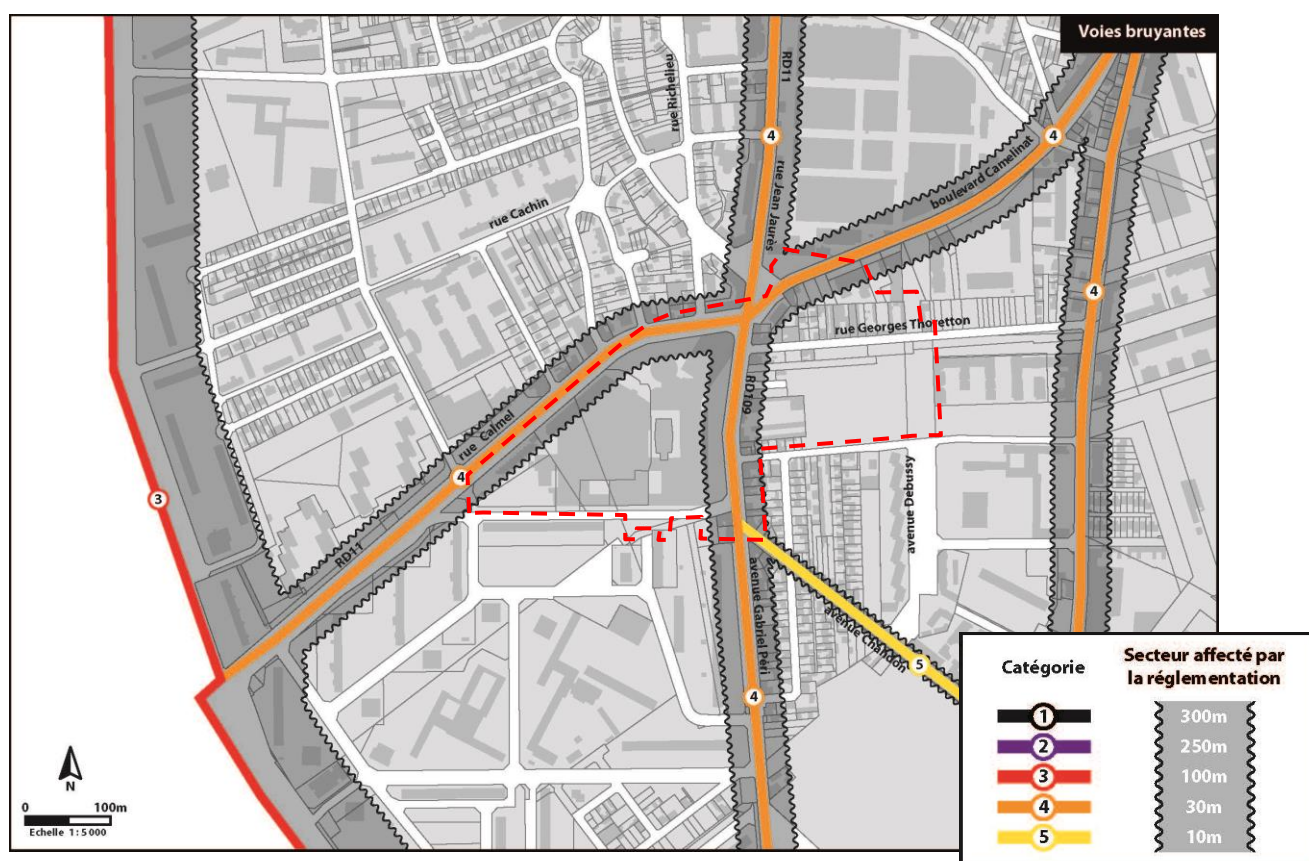 Voies bruyantes
RD11
4
rue Richelieu
4
rue Jean Jaurès
boulevard Camelinat
rue Cachin
4
rue Georges Thoretton
RD109
rue Calmel
4
3
avenue Debussy
RD11
avenue Gabriel Péri
avenue Chandon
5
4
N
0 100m
Echelle 1:5 000
Catégorie
Secteur affecté par
la réglementation
1 300m
2 250m
3 100m
4 30m
5 10m